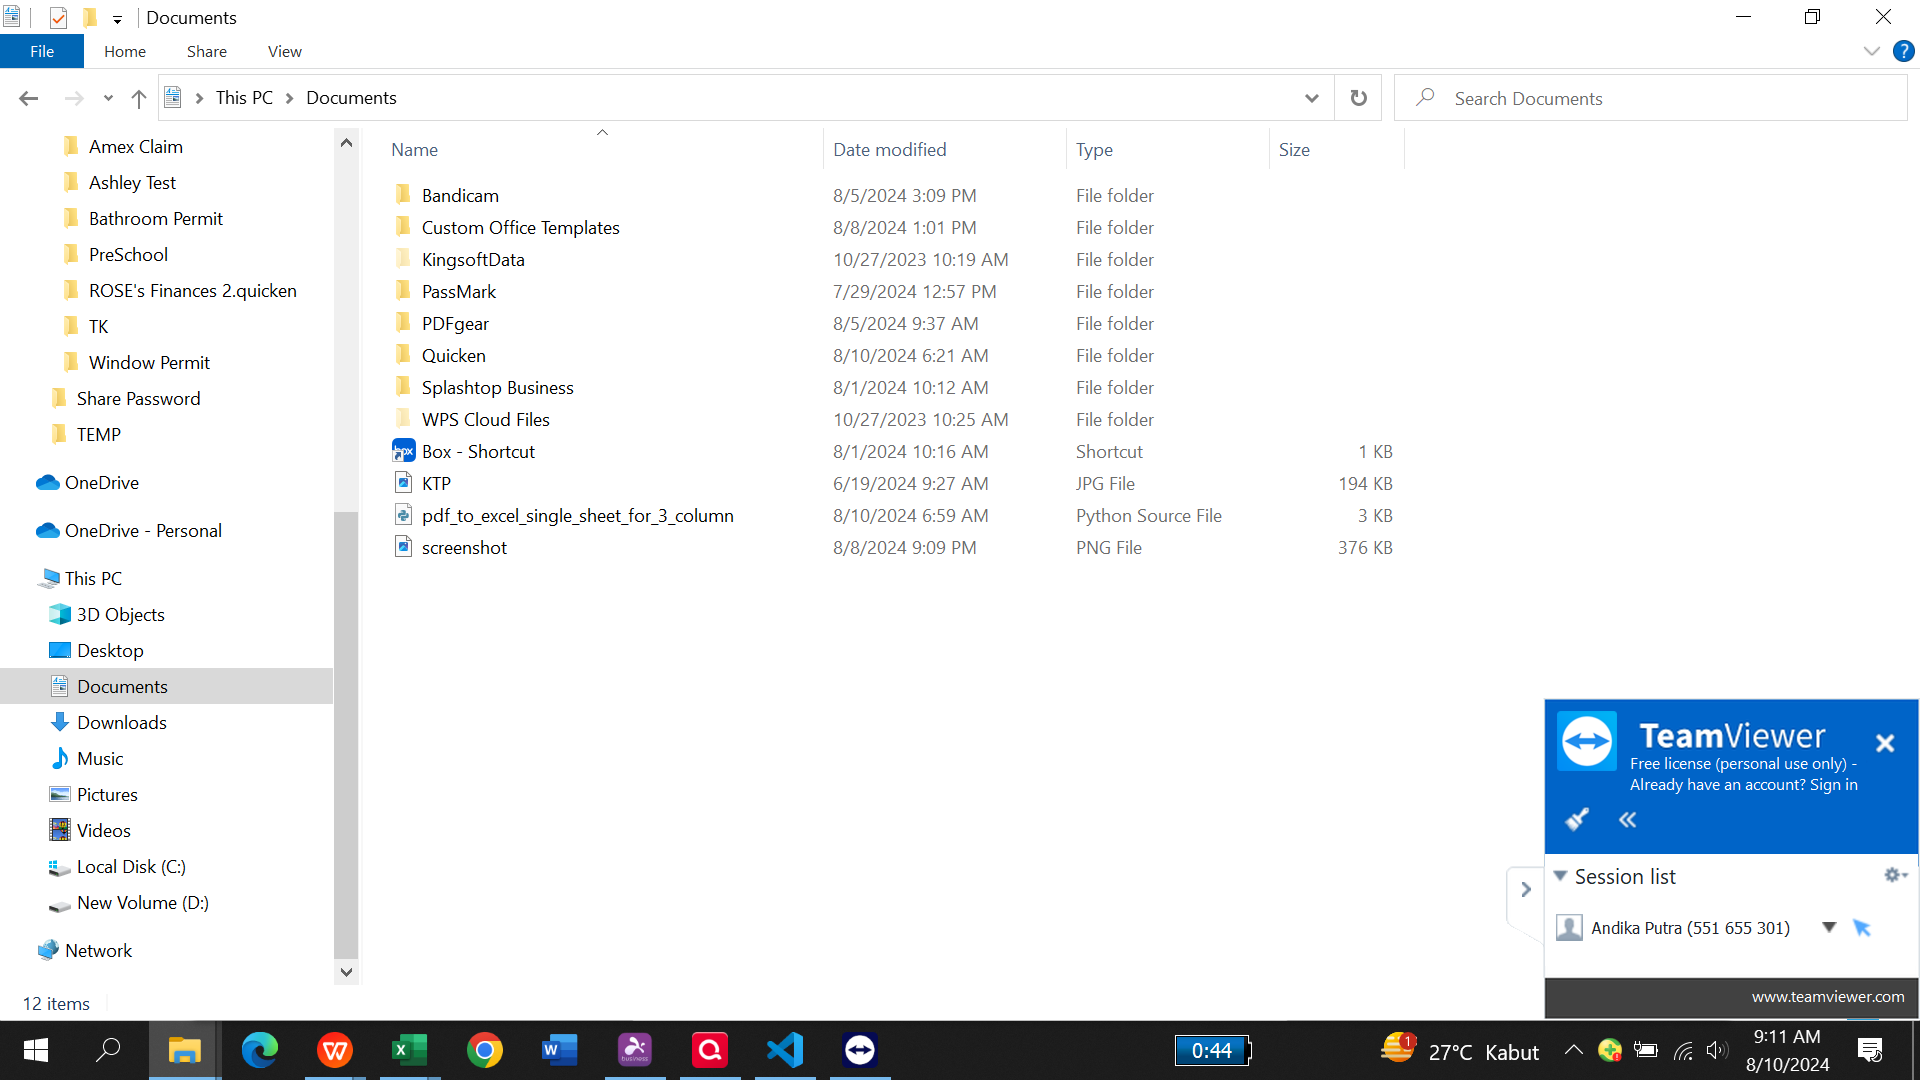 Documents
File Home Share View
This PC Documents
Search Documents
Amex Claim
Ashley Test
Bathroom Permit
PreSchool
ROSE's Finances 2.quicken
TK
Window Permit
Share Password
TEMP
OneDrive
OneDrive - Personal
This PC
3D Objects
Desktop
Documents
Downloads
Music
Pictures
Videos
Local Disk (C:)
New Volume (D:)
Network
Name Date modified Type Size
Bandicam 8/5/2024 3:09 PM File folder
Custom Office Templates 8/8/2024 1:01 PM File folder
KingsoftData 10/27/2023 10:19 AM File folder
PassMark 7/29/2024 12:57 PM File folder
PDFgear 8/5/2024 9:37 AM File folder
Quicken 8/10/2024 6:21 AM File folder
Splashtop Business 8/1/2024 10:12 AM File folder
WPS Cloud Files 10/27/2023 10:25 AM File folder
Box - Shortcut 8/1/2024 10:16 AM Shortcut 1 KB
KTP 6/19/2024 9:27 AM JPG File 194 KB
pdf_to_excel_single_sheet_for_3_column 8/10/2024 6:59 AM Python Source File 3 KB
screenshot 8/8/2024 9:09 PM PNG File 376 KB
12 items
TeamViewer
Free license (personal use only) -
Already have an account? Sign in
Session list
Andika Putra (551 655 301)
www.teamviewer.com
business
0:44
1
27°C Kabut
9:11 AM
8/10/2024